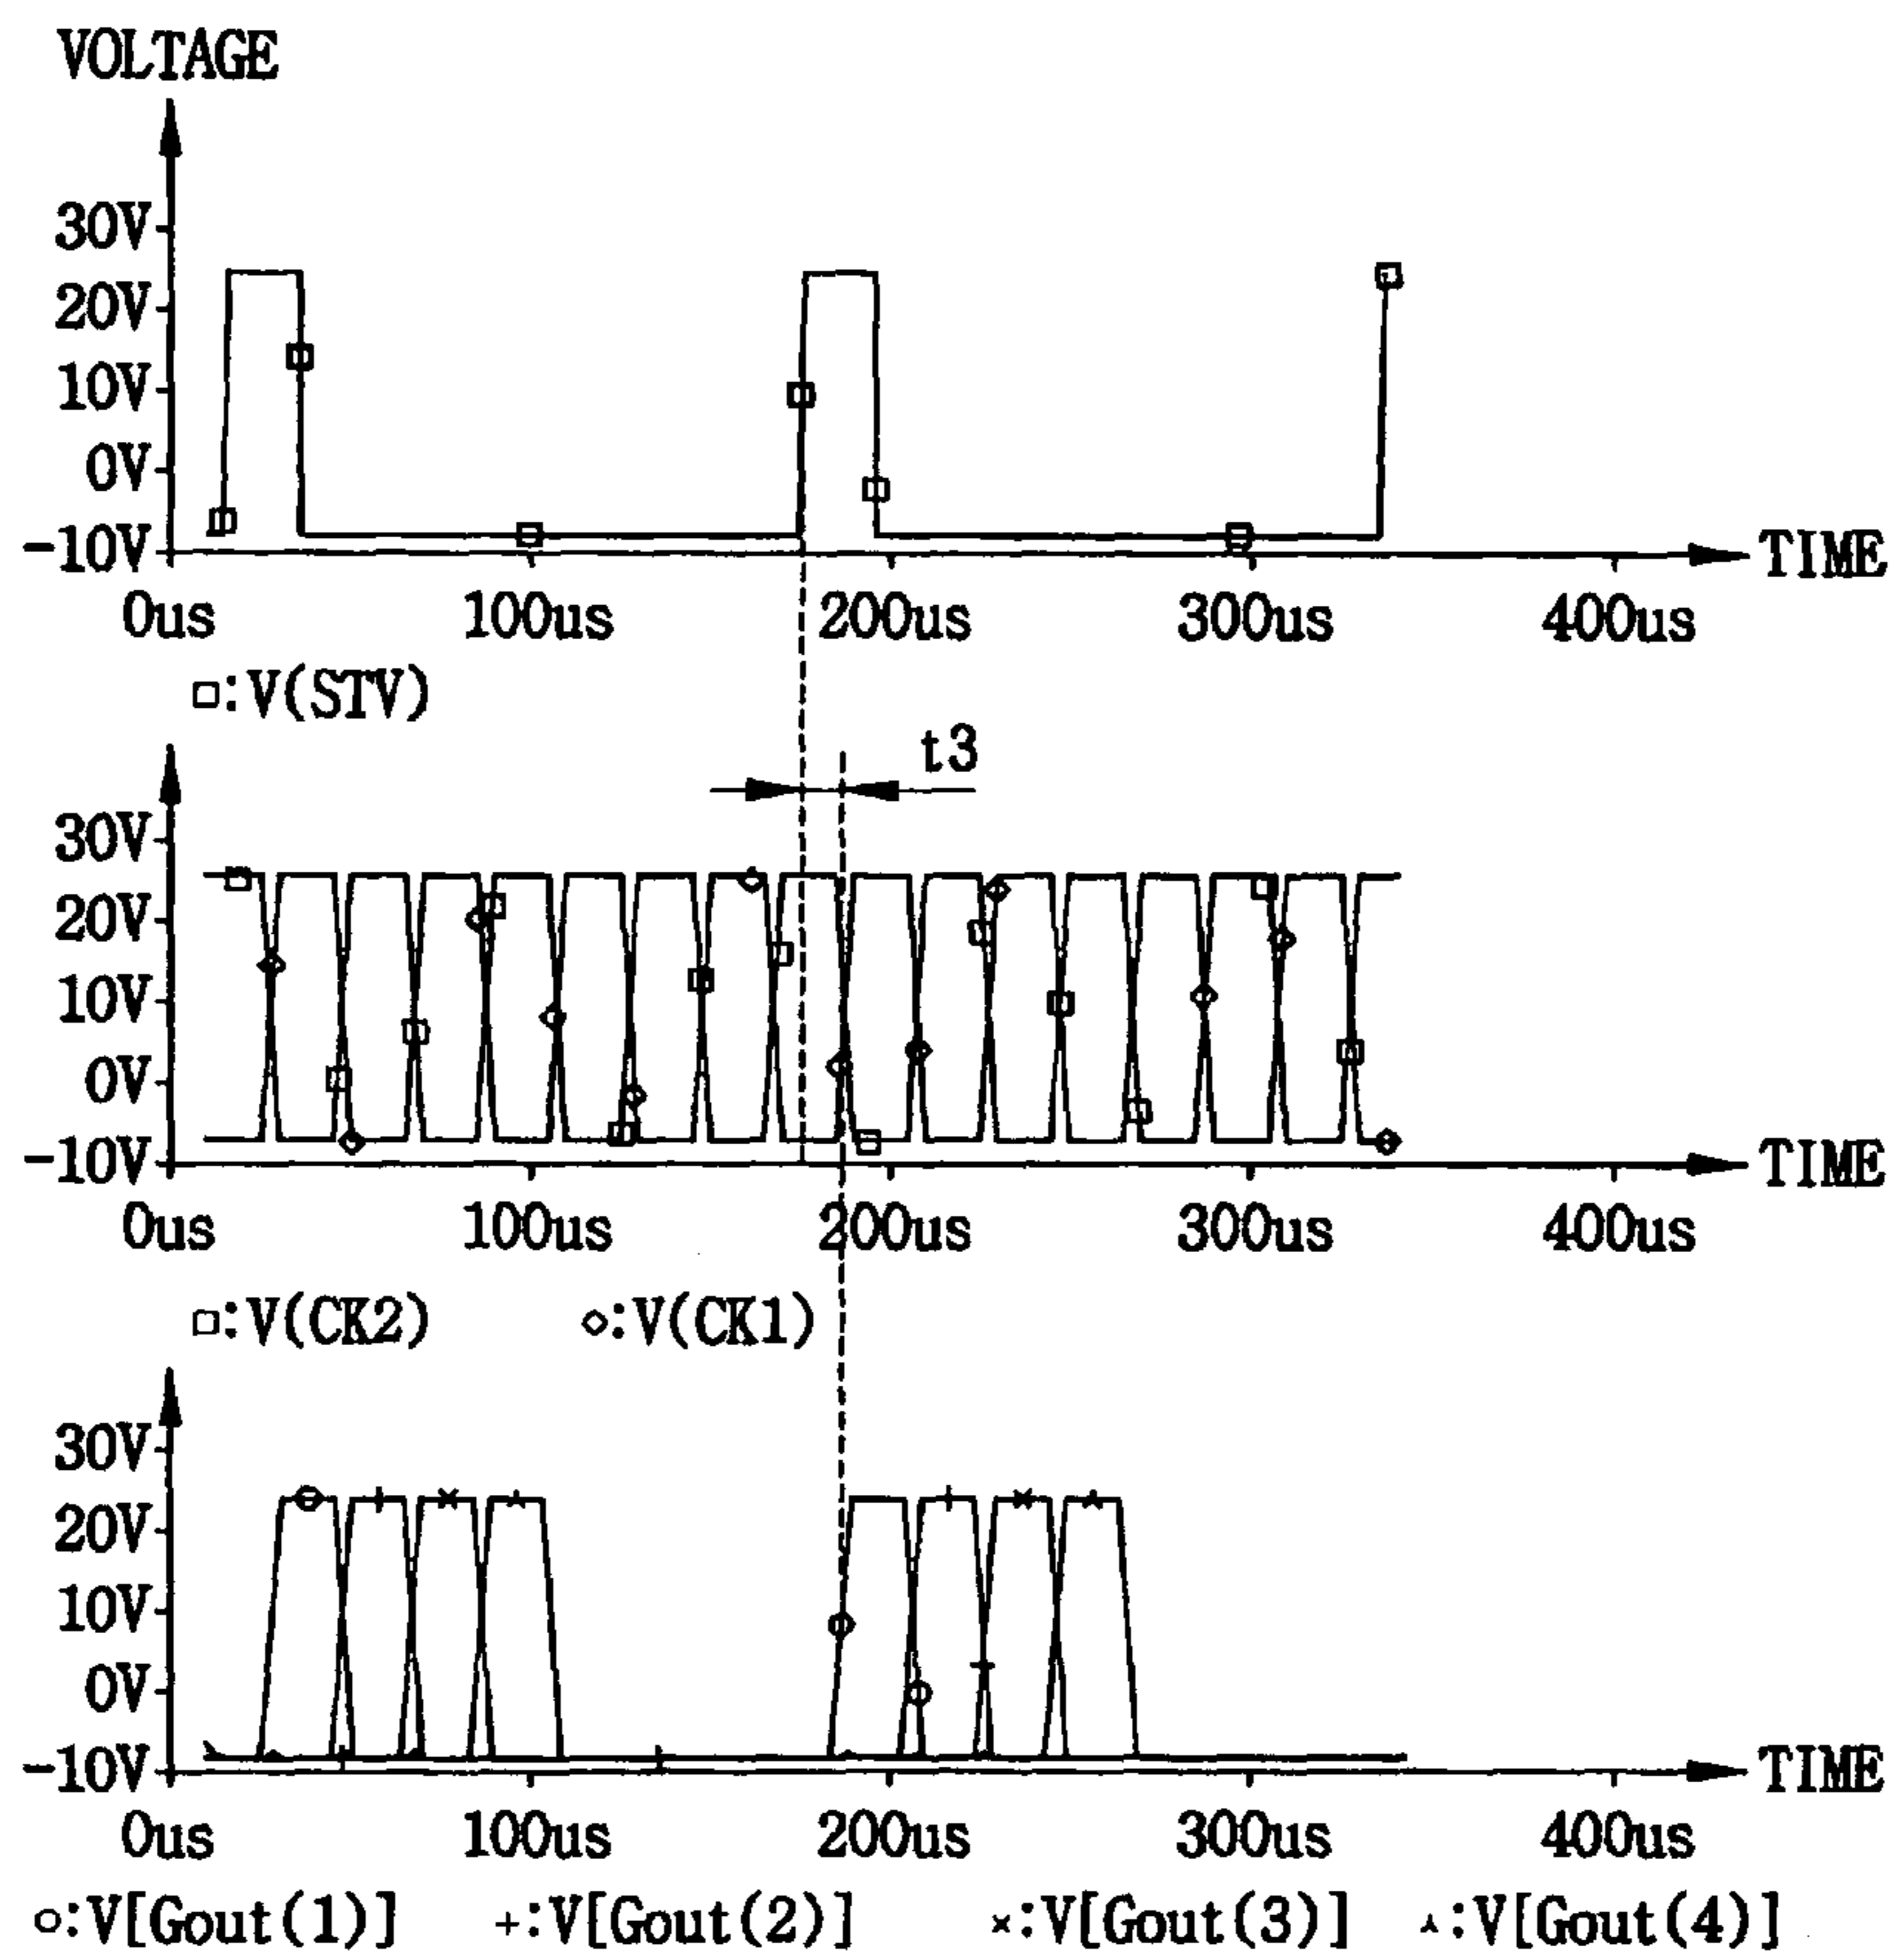 VOLTAGE
30V
20V
10V
0V
-10V
TIME
0us 100us 200us 300us 400us
□:V(STV)
t3
30V
20V
10V
0V
-10V
TIME
0us 100us 200us 300us 400us
□:V(CK2) ◇:V(CK1)
30V
20V
10V
0V
-10V
TIME
0us 100us 200us 300us 400us
○:V[Gout(1)] +:V[Gout(2)] ×:V[Gout(3)] ⅄:V[Gout(4)]